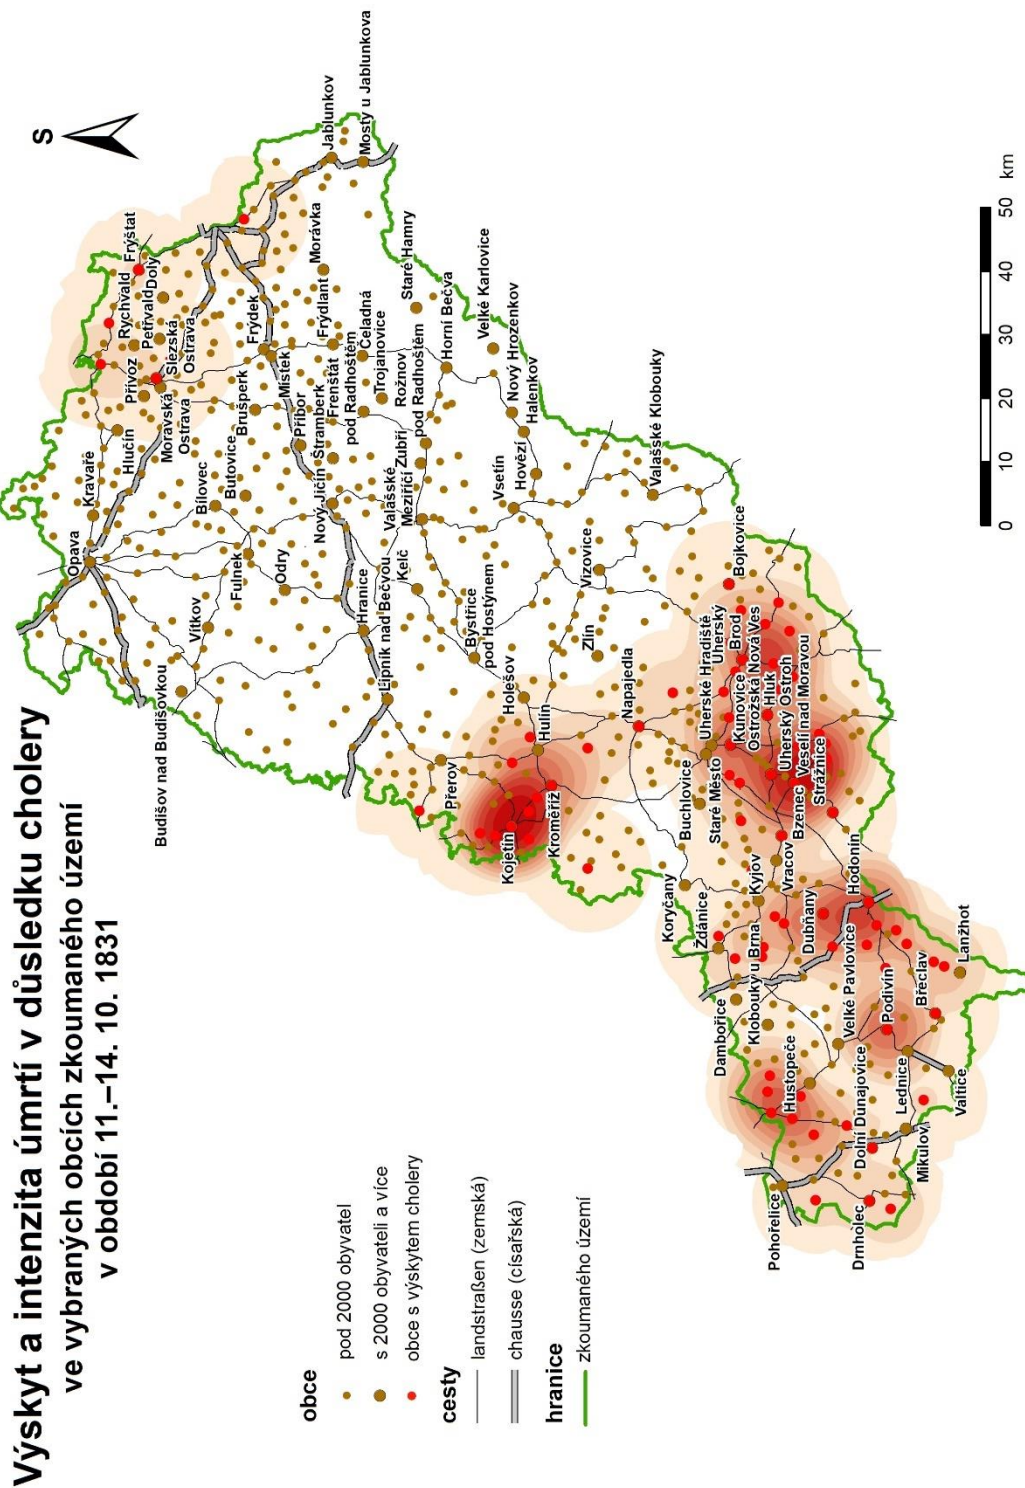 Výskyt a intenzita úmrtí v důsledku cholery
ve vybraných obcích zkoumaného území
v období 11.–14. 10. 1831
S
obce
pod 2000 obyvatel
s 2000 obyvateli a více
obce s výskytem cholery
cesty
landstraßen (zemská)
chausse (císařská)
hranice
zkoumaného území
Opava
Kravaře
Hlučín
Přívoz
Rychvald
Frýštat
Petřvald
Doly
Slezská
Ostrava
Moravská
Ostrava
Budišov nad Budišovkou
Vítkov
Bílovec
Butovice
Brušperk
Frýdek
Místek
Fulnek
Odry
Příbor
Nový Jičín
Štramberk
Frenštát
pod Radhoštěm
Frýdlant
Morávka
Jablunkov
Mosty u Jablunkova
Čeladná
Trojanovice
Staré Hamry
Hranice
Lipník nad Bečvou
Kelč
Valašské
Meziříčí
Zubří
Rožnov
pod Radhoštěm
Horní Bečva
Velké Karlovice
Nový Hrozenkov
Halenkov
Hovězí
Vsetín
Bystřice
pod Hostýnem
Holešov
Hulín
Přerov
Kojetín
Kroměříž
Zlín
Vizovice
Valašské Klobouky
Napajedla
Bojkovice
Uherské Hradiště
Uherský
Brod
Kunovice
Ostrožská Nová Ves
Hluk
Uherský Ostroh
Veselí nad Moravou
Strážnice
Bzenec
Staré Město
Buchlovice
Koryčany
Ždánice
Kyjov
Vracov
Dubňany
Hodonín
Dambořice
Klobouky u Brna
Velké Pavlovice
Hustopeče
Podivín
Břeclav
Lanžhot
Lednice
Valtice
Dolní Dunajovice
Mikulov
Pohořelice
Drnholec
0 10 20 30 40 50 km